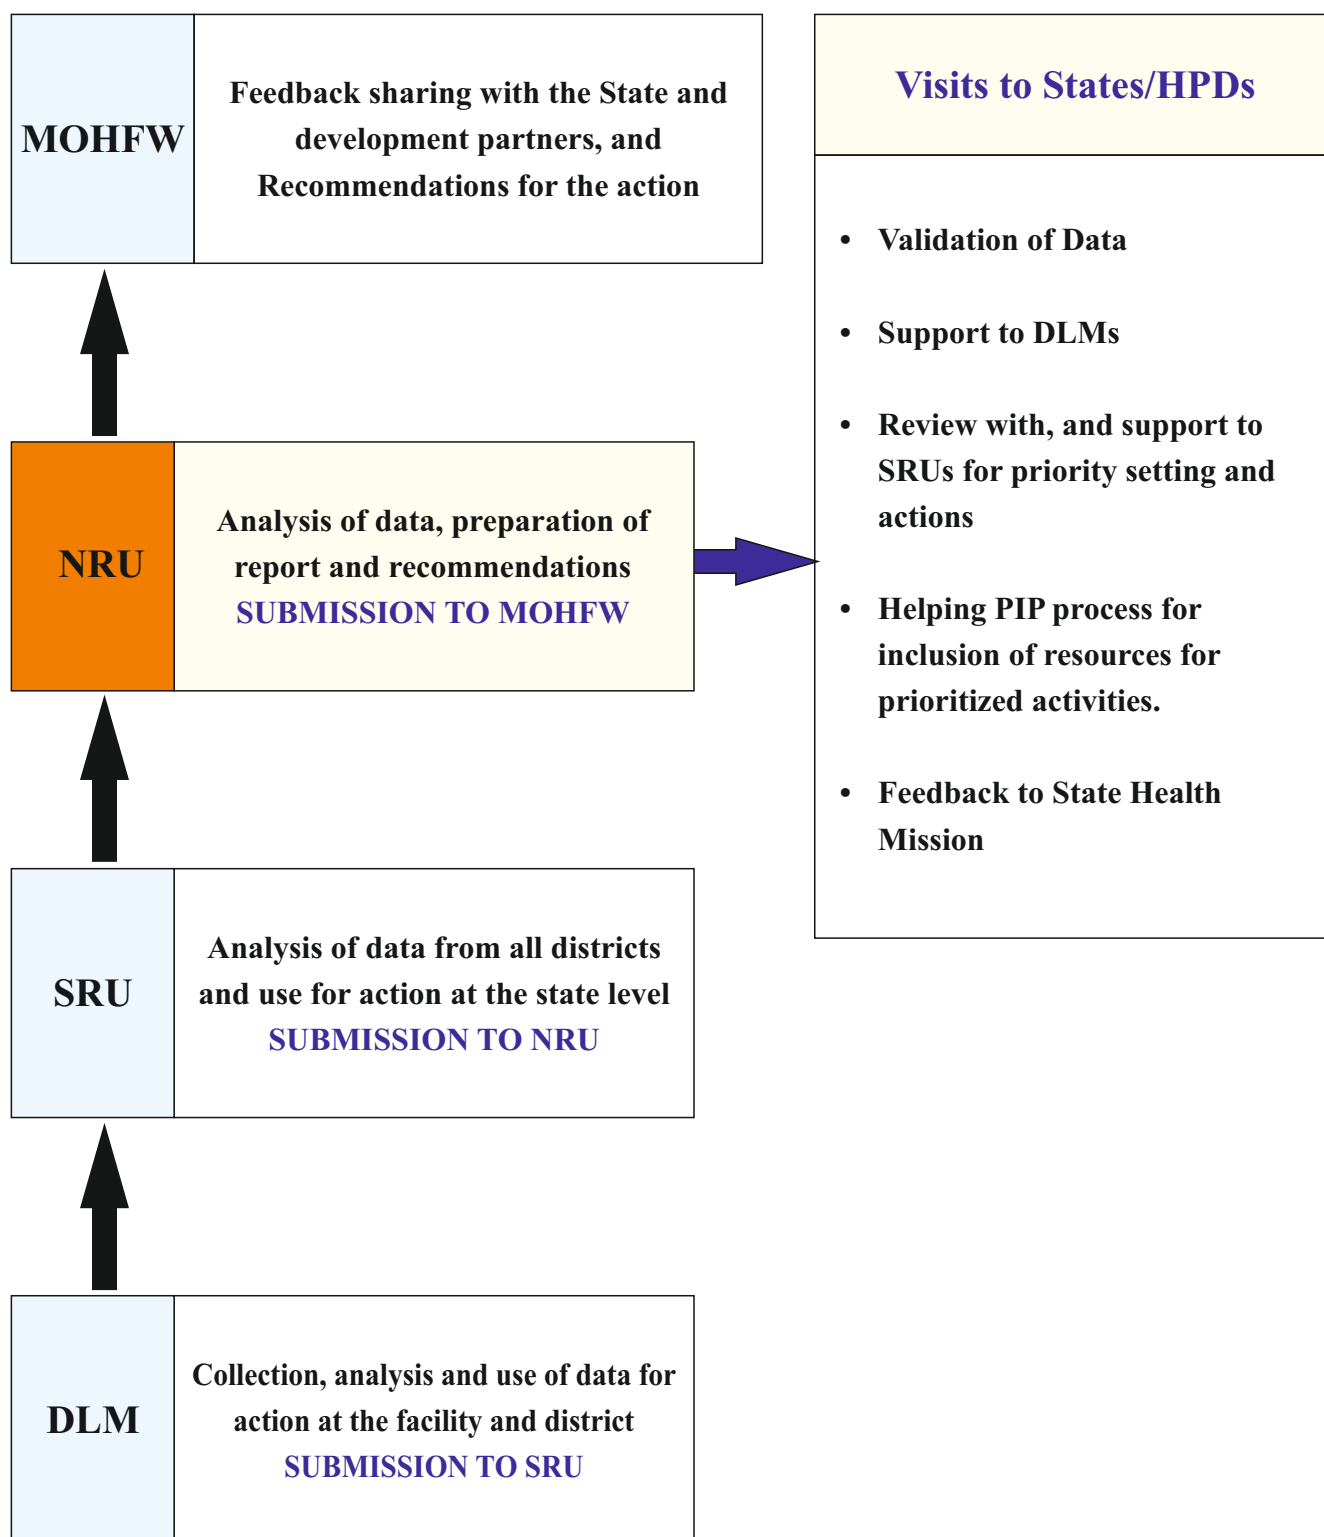 MOHFW
Feedback sharing with the State and
development partners, and
Recommendations for the action
NRU
Analysis of data, preparation of
report and recommendations
SUBMISSION TO MOHFW
SRU
Analysis of data from all districts
and use for action at the state level
SUBMISSION TO NRU
DLM
Collection, analysis and use of data for
action at the facility and district
SUBMISSION TO SRU
Visits to States/HPDs
• Validation of Data
• Support to DLMs
• Review with, and support to
SRUs for priority setting and
actions
• Helping PIP process for
inclusion of resources for
prioritized activities.
• Feedback to State Health
Mission